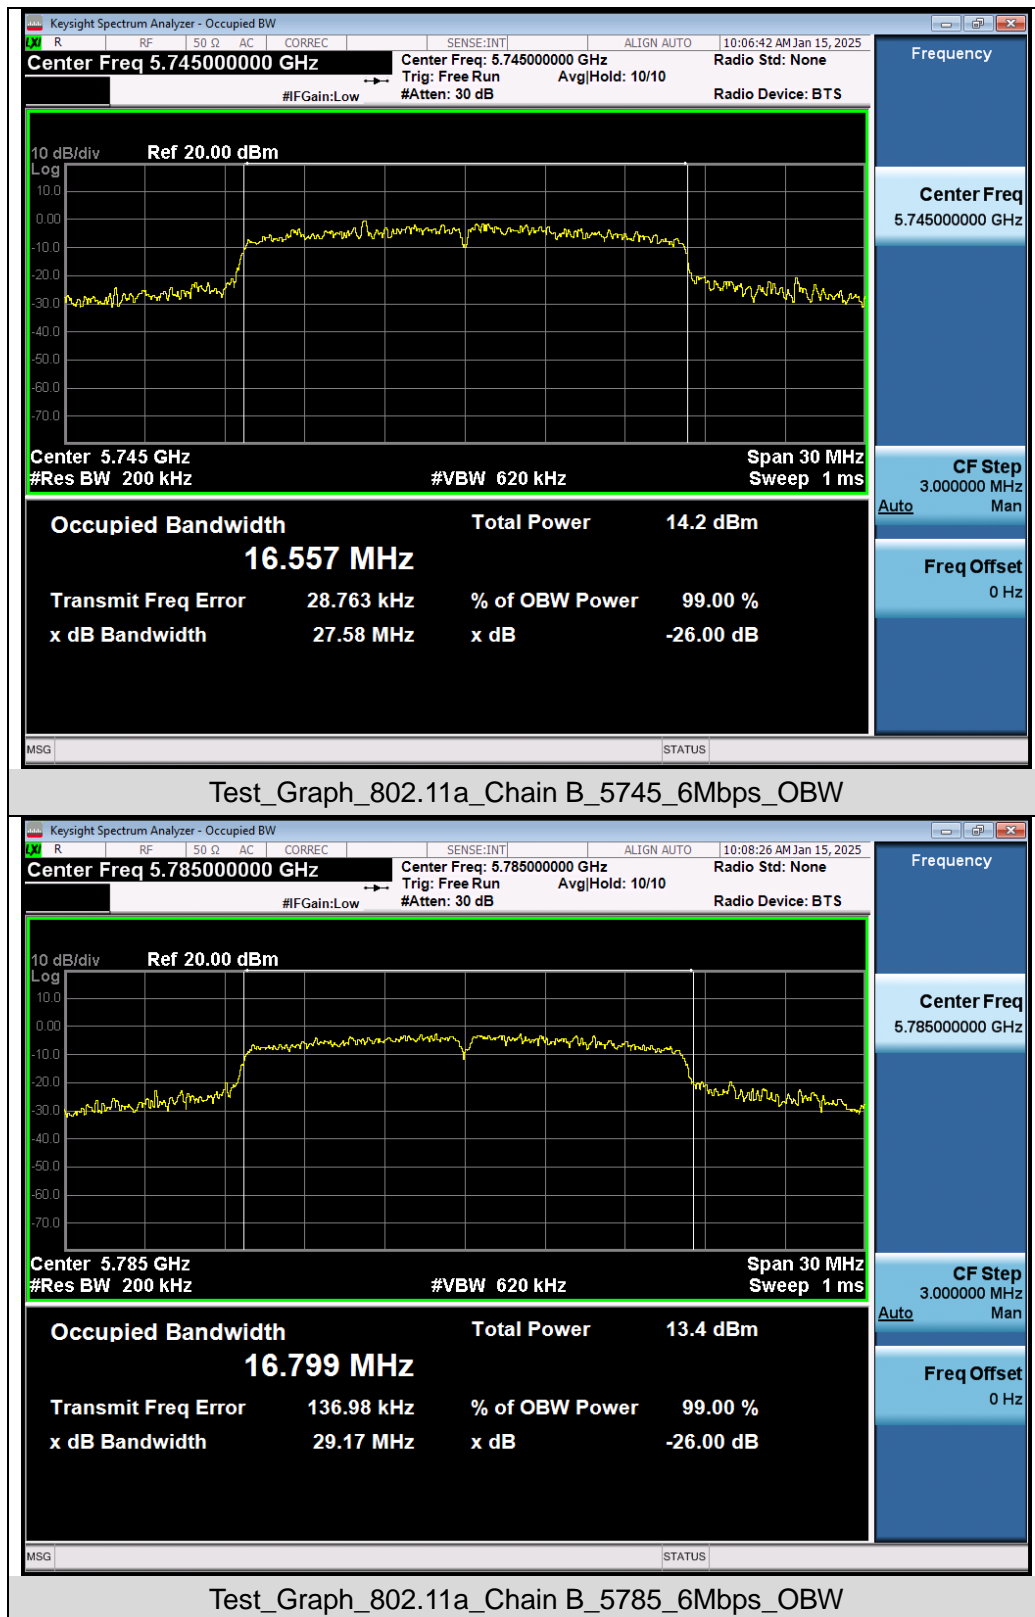 Keysight Spectrum Analyzer - Occupied BW
LXI R RF 50 Ω AC CORREC SENSE:INT ALIGN AUTO 10:06:42 AM Jan 15, 2025
Center Freq 5.745000000 GHz
Center Freq: 5.745000000 GHz Radio Std: None
Trig: Free Run Avg|Hold: 10/10
#IFGain:Low #Atten: 30 dB Radio Device: BTS
Frequency
10 dB/div Ref 20.00 dBm
Log
10.0
0.00
-10.0
-20.0
-30.0
-40.0
-50.0
-60.0
-70.0
Center 5.745 GHz Span 30 MHz
#Res BW 200 kHz #VBW 620 kHz Sweep 1 ms
Center Freq
5.745000000 GHz
CF Step
3.000000 MHz
Auto Man
Freq Offset
0 Hz
Occupied Bandwidth Total Power 14.2 dBm
16.557 MHz
Transmit Freq Error 28.763 kHz % of OBW Power 99.00 %
x dB Bandwidth 27.58 MHz x dB -26.00 dB
MSG STATUS
Test_Graph_802.11a_Chain B_5745_6Mbps_OBW
Keysight Spectrum Analyzer - Occupied BW
LXI R RF 50 Ω AC CORREC SENSE:INT ALIGN AUTO 10:08:26 AM Jan 15, 2025
Center Freq 5.785000000 GHz
Center Freq: 5.785000000 GHz Radio Std: None
Trig: Free Run Avg|Hold: 10/10
#IFGain:Low #Atten: 30 dB Radio Device: BTS
Frequency
10 dB/div Ref 20.00 dBm
Log
10.0
0.00
-10.0
-20.0
-30.0
-40.0
-50.0
-60.0
-70.0
Center 5.785 GHz Span 30 MHz
#Res BW 200 kHz #VBW 620 kHz Sweep 1 ms
Center Freq
5.785000000 GHz
CF Step
3.000000 MHz
Auto Man
Freq Offset
0 Hz
Occupied Bandwidth Total Power 13.4 dBm
16.799 MHz
Transmit Freq Error 136.98 kHz % of OBW Power 99.00 %
x dB Bandwidth 29.17 MHz x dB -26.00 dB
MSG STATUS
Test_Graph_802.11a_Chain B_5785_6Mbps_OBW